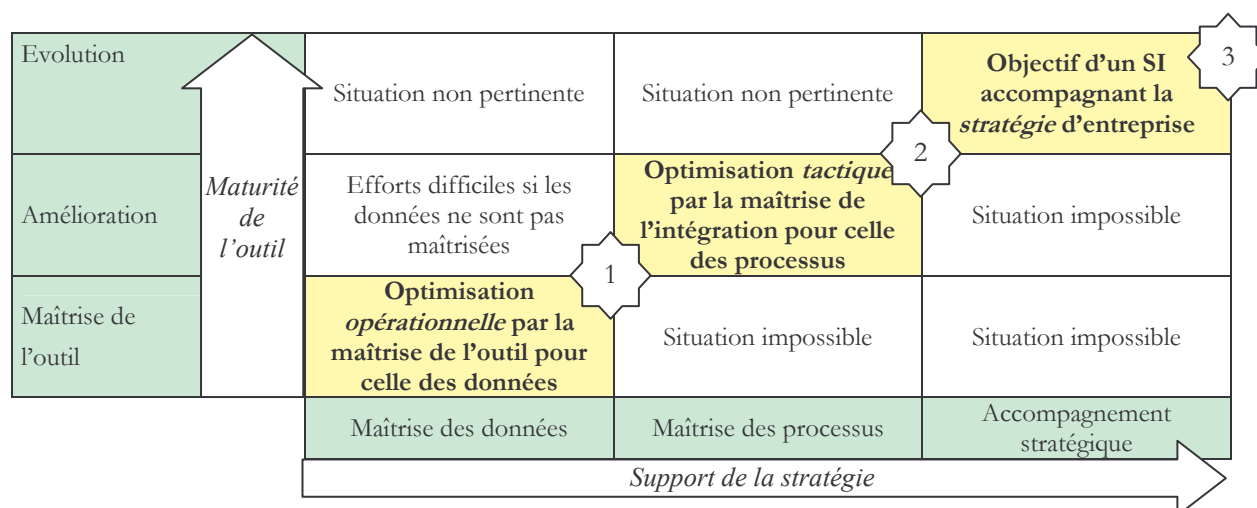 Evolution
Situation non pertinente
Situation non pertinente
Objectif d'un SI
accompagnant la
stratégie d'entreprise
3
Amélioration
Maturité
de
l'outil
Efforts difficiles si les
données ne sont pas
maîtrisées
2
Optimisation tactique
par la maîtrise de
l'intégration pour celle
des processus
Situation impossible
1
Maîtrise de
l'outil
Optimisation
opérationnelle par la
maîtrise de l'outil pour
celle des données
Situation impossible
Situation impossible
Maîtrise des données
Maîtrise des processus
Accompagnement
stratégique
Support de la stratégie